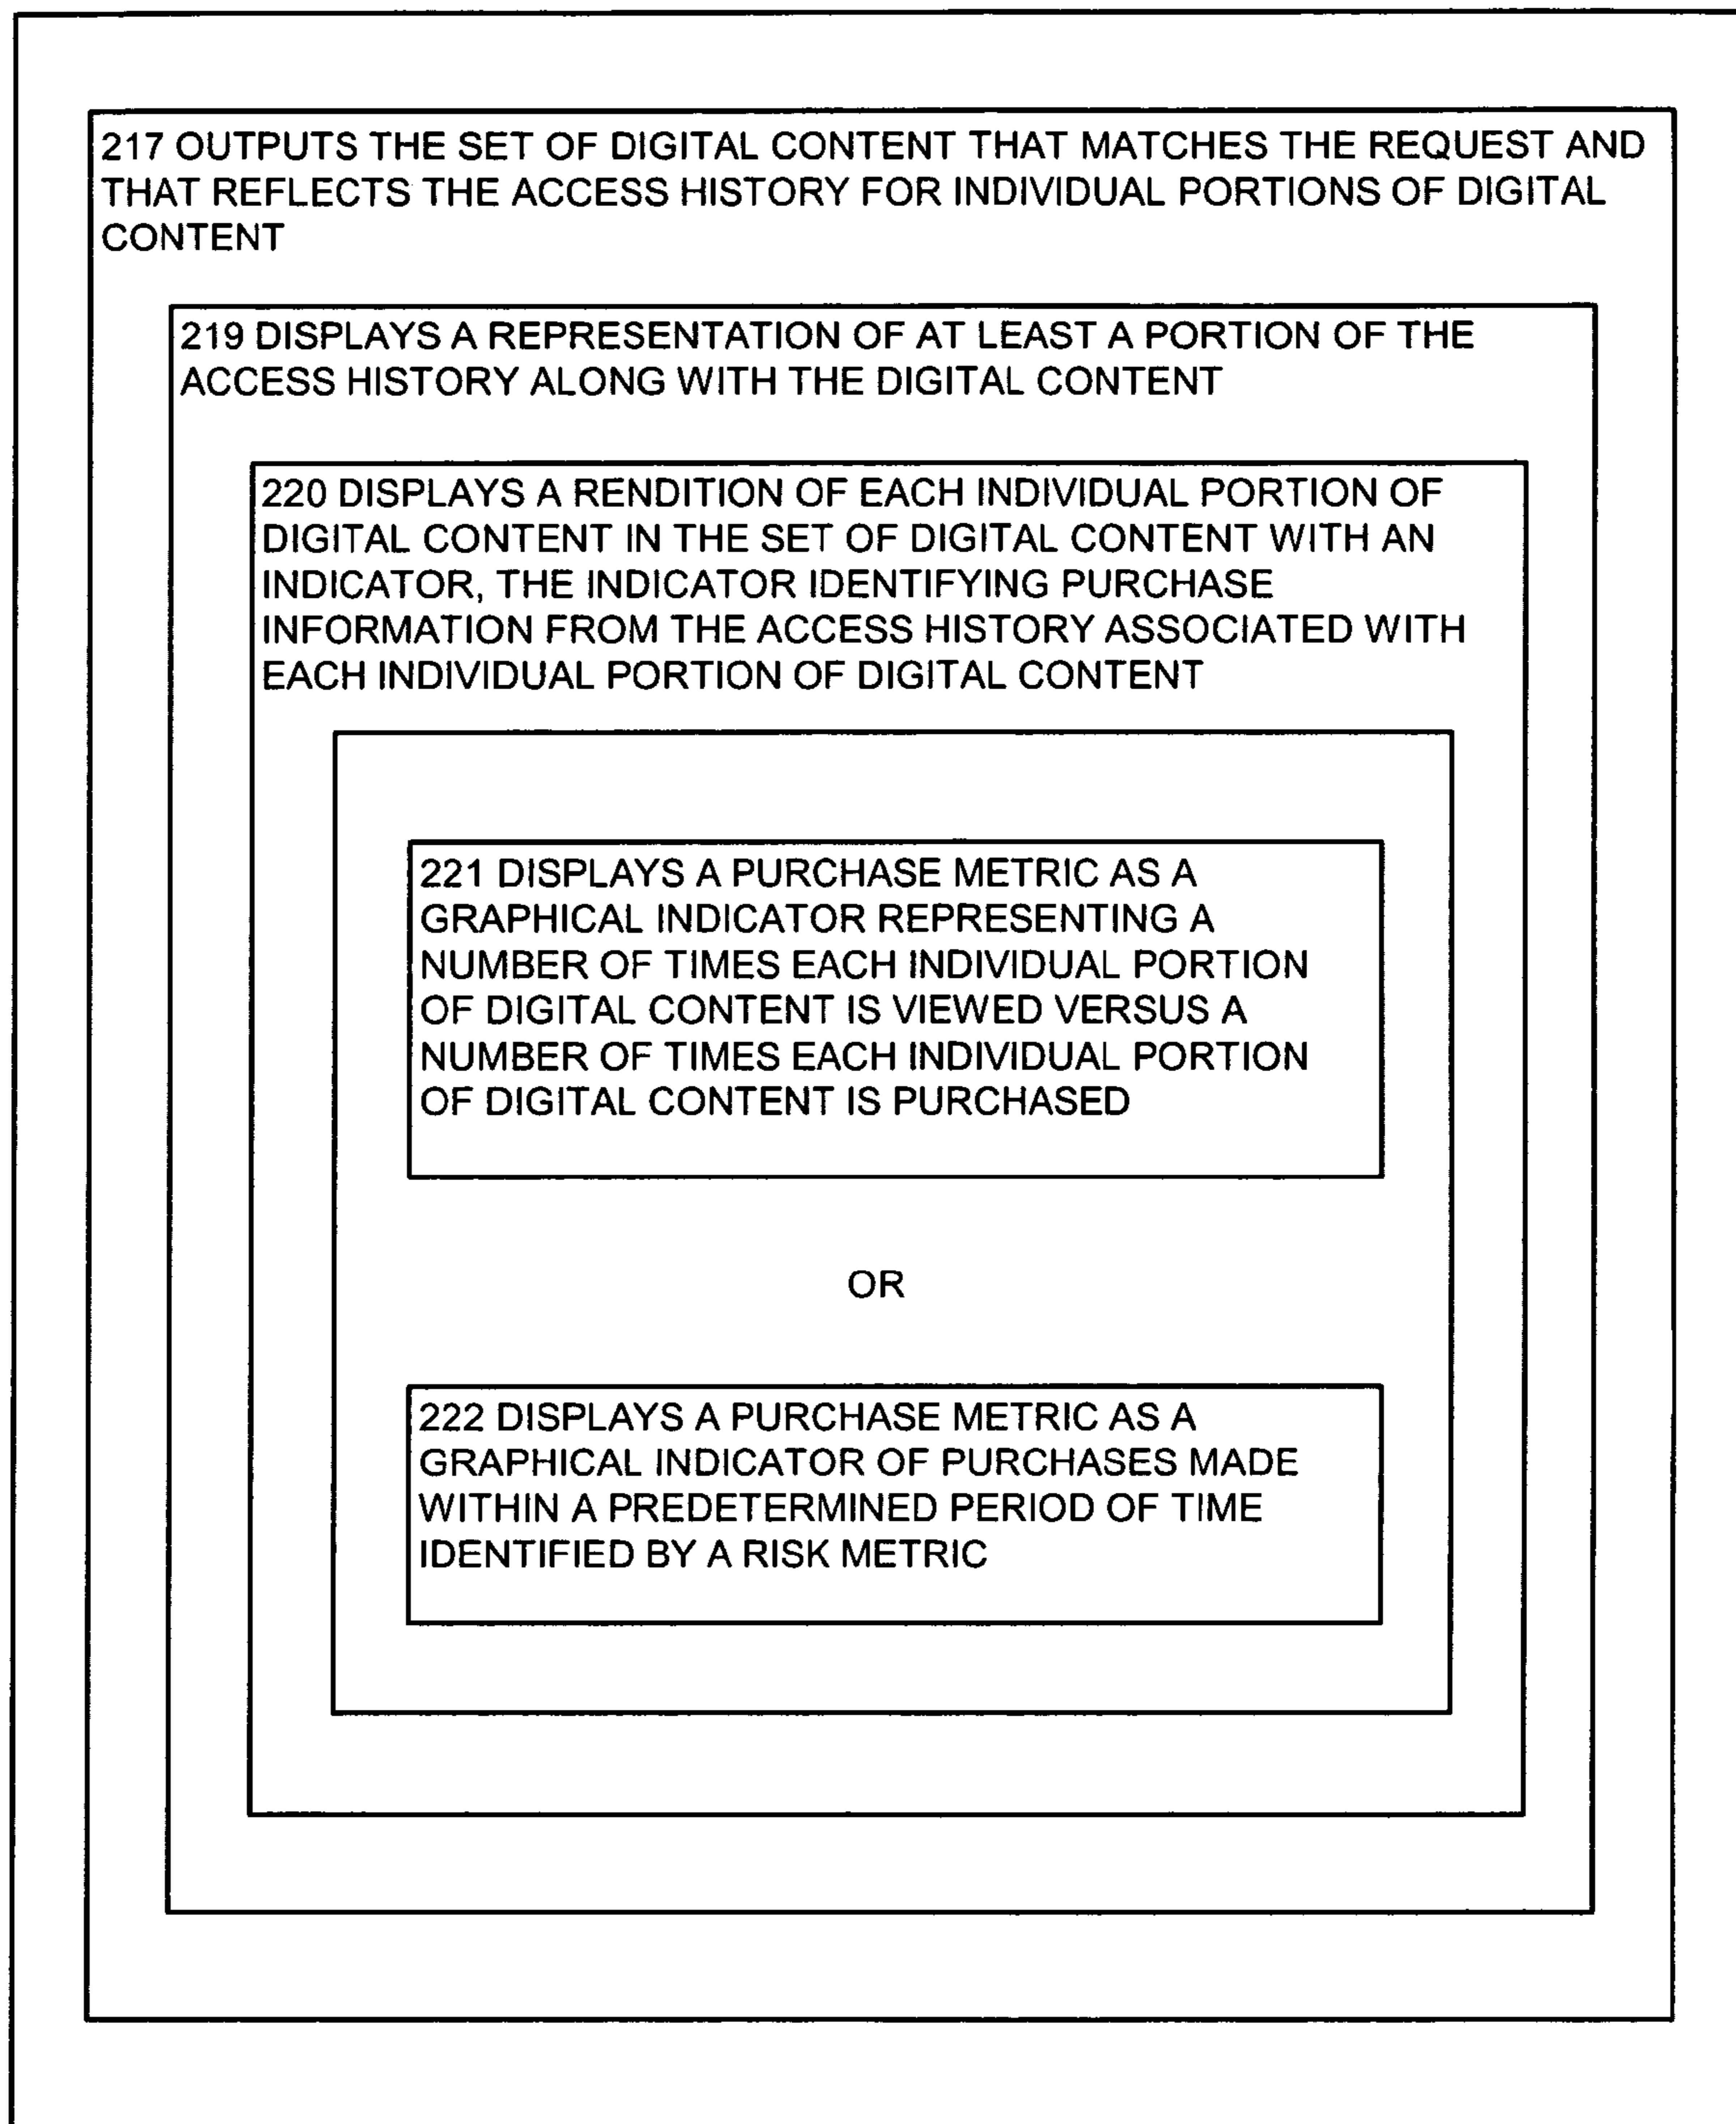 217 OUTPUTS THE SET OF DIGITAL CONTENT THAT MATCHES THE REQUEST AND
THAT REFLECTS THE ACCESS HISTORY FOR INDIVIDUAL PORTIONS OF DIGITAL
CONTENT
219 DISPLAYS A REPRESENTATION OF AT LEAST A PORTION OF THE
ACCESS HISTORY ALONG WITH THE DIGITAL CONTENT
220 DISPLAYS A RENDITION OF EACH INDIVIDUAL PORTION OF
DIGITAL CONTENT IN THE SET OF DIGITAL CONTENT WITH AN
INDICATOR, THE INDICATOR IDENTIFYING PURCHASE
INFORMATION FROM THE ACCESS HISTORY ASSOCIATED WITH
EACH INDIVIDUAL PORTION OF DIGITAL CONTENT
221 DISPLAYS A PURCHASE METRIC AS A
GRAPHICAL INDICATOR REPRESENTING A
NUMBER OF TIMES EACH INDIVIDUAL PORTION
OF DIGITAL CONTENT IS VIEWED VERSUS A
NUMBER OF TIMES EACH INDIVIDUAL PORTION
OF DIGITAL CONTENT IS PURCHASED
OR
222 DISPLAYS A PURCHASE METRIC AS A
GRAPHICAL INDICATOR OF PURCHASES MADE
WITHIN A PREDETERMINED PERIOD OF TIME
IDENTIFIED BY A RISK METRIC